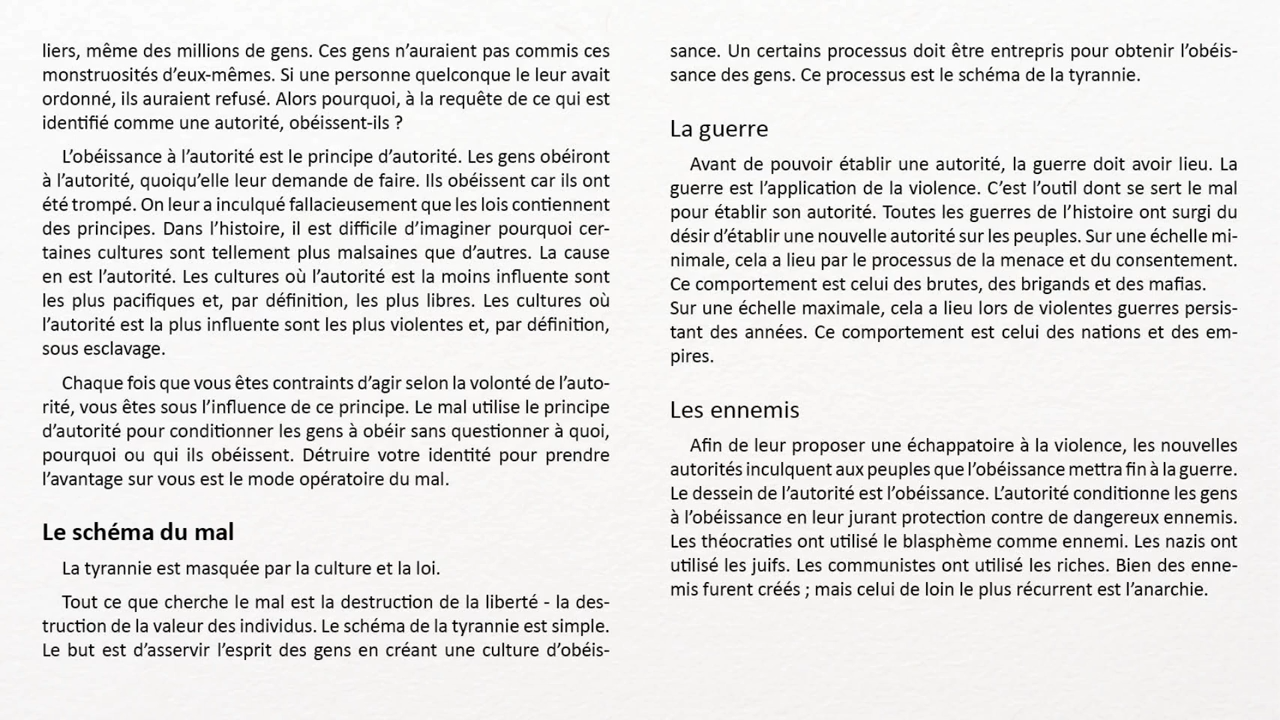 liers, même des millions de gens. Ces gens n’auraient pas commis ces
monstruosités d’eux-mêmes. Si une personne quelconque le leur avait
ordonné, ils auraient refusé. Alors pourquoi, à la requête de ce qui est
identifié comme une autorité, obéissent-ils ?
L’obéissance à l’autorité est le principe d’autorité. Les gens obéiront
à l’autorité, quoiqu’elle leur demande de faire. Ils obéissent car ils ont
été trompé. On leur a inculqué fallacieusement que les lois contiennent
des principes. Dans l’histoire, il est difficile d’imaginer pourquoi cer-
taines cultures sont tellement plus malsaines que d’autres. La cause
en est l’autorité. Les cultures où l’autorité est la moins influente sont
les plus pacifiques et, par définition, les plus libres. Les cultures où
l’autorité est la plus influente sont les plus violentes et, par définition,
sous esclavage.
Chaque fois que vous êtes contraints d’agir selon la volonté de l’auto-
rité, vous êtes sous l’influence de ce principe. Le mal utilise le principe
d’autorité pour conditionner les gens à obéir sans questionner à quoi,
pourquoi ou qui ils obéissent. Détruire votre identité pour prendre
l’avantage sur vous est le mode opératoire du mal.
Le schéma du mal
La tyrannie est masquée par la culture et la loi.
Tout ce que cherche le mal est la destruction de la liberté - la des-
truction de la valeur des individus. Le schéma de la tyrannie est simple.
Le but est d’asservir l’esprit des gens en créant une culture d’obéis-
sance. Un certains processus doit être entrepris pour obtenir l’obéis-
sance des gens. Ce processus est le schéma de la tyrannie.
La guerre
Avant de pouvoir établir une autorité, la guerre doit avoir lieu. La
guerre est l’application de la violence. C’est l’outil dont se sert le mal
pour établir son autorité. Toutes les guerres de l’histoire ont surgi du
désir d’établir une nouvelle autorité sur les peuples. Sur une échelle mi-
nimale, cela a lieu par le processus de la menace et du consentement.
Ce comportement est celui des brutes, des brigands et des mafias.
Sur une échelle maximale, cela a lieu lors de violentes guerres persis-
tant des années. Ce comportement est celui des nations et des em-
pires.
Les ennemis
Afin de leur proposer une échappatoire à la violence, les nouvelles
autorités inculquent aux peuples que l’obéissance mettra fin à la guerre.
Le dessein de l’autorité est l’obéissance. L’autorité conditionne les gens
à l’obéissance en leur jurant protection contre de dangereux ennemis.
Les théocraties ont utilisé le blasphème comme ennemi. Les nazis ont
utilisé les juifs. Les communistes ont utilisé les riches. Bien des enne-
mis furent créés ; mais celui de loin le plus récurrent est l’anarchie.